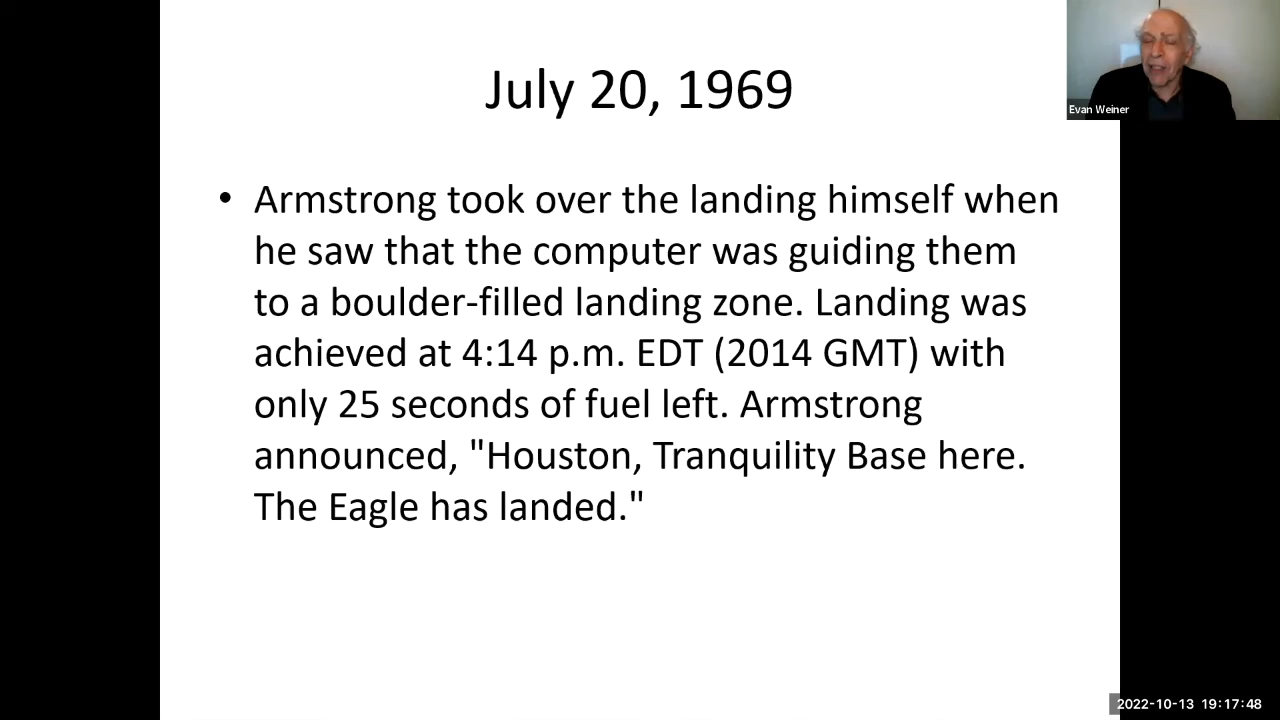 July 20, 1969
Evan Weiner
• Armstrong took over the landing himself when
he saw that the computer was guiding them
to a boulder-filled landing zone. Landing was
achieved at 4:14 p.m. EDT (2014 GMT) with
only 25 seconds of fuel left. Armstrong
announced, "Houston, Tranquility Base here.
The Eagle has landed."
2022-10-13 19:17:48